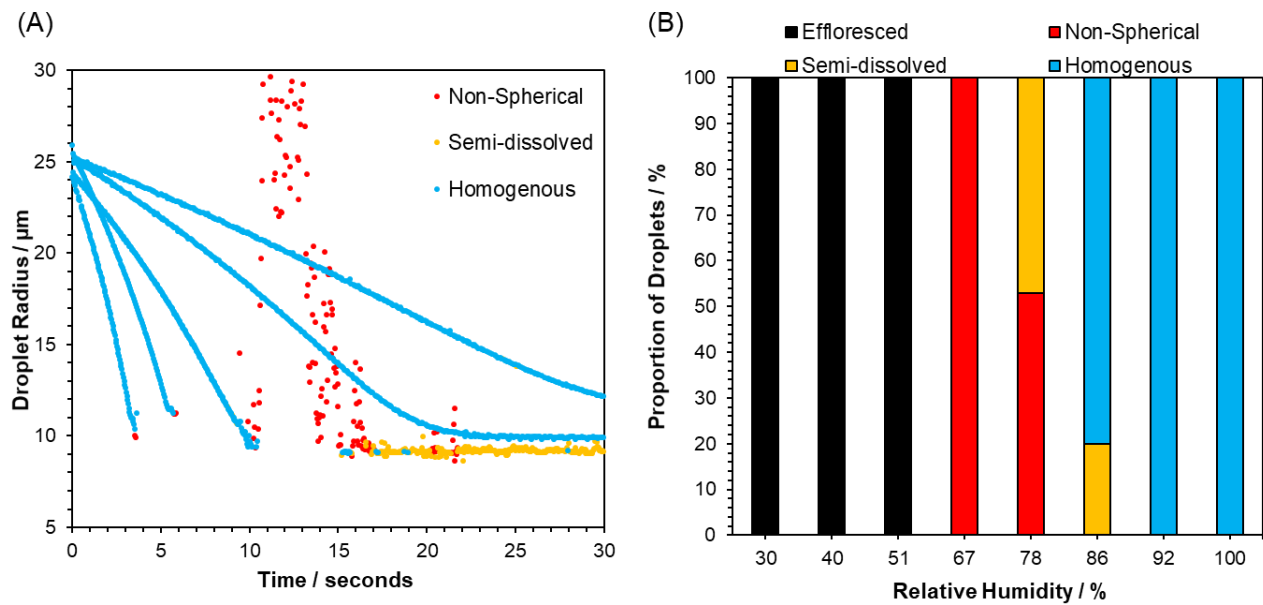 (A)
30
25
20
15
10
5
Droplet Radius / µm
Non-Spherical
Semi-dissolved
Homogenous
0 5 10 15 20 25 30
Time / seconds
(B)
Effloresced Non-Spherical
Semi-dissolved Homogenous
100
90
80
70
60
50
40
30
20
10
0
Proportion of Droplets / %
30 40 51 67 78 86 92 100
Relative Humidity / %